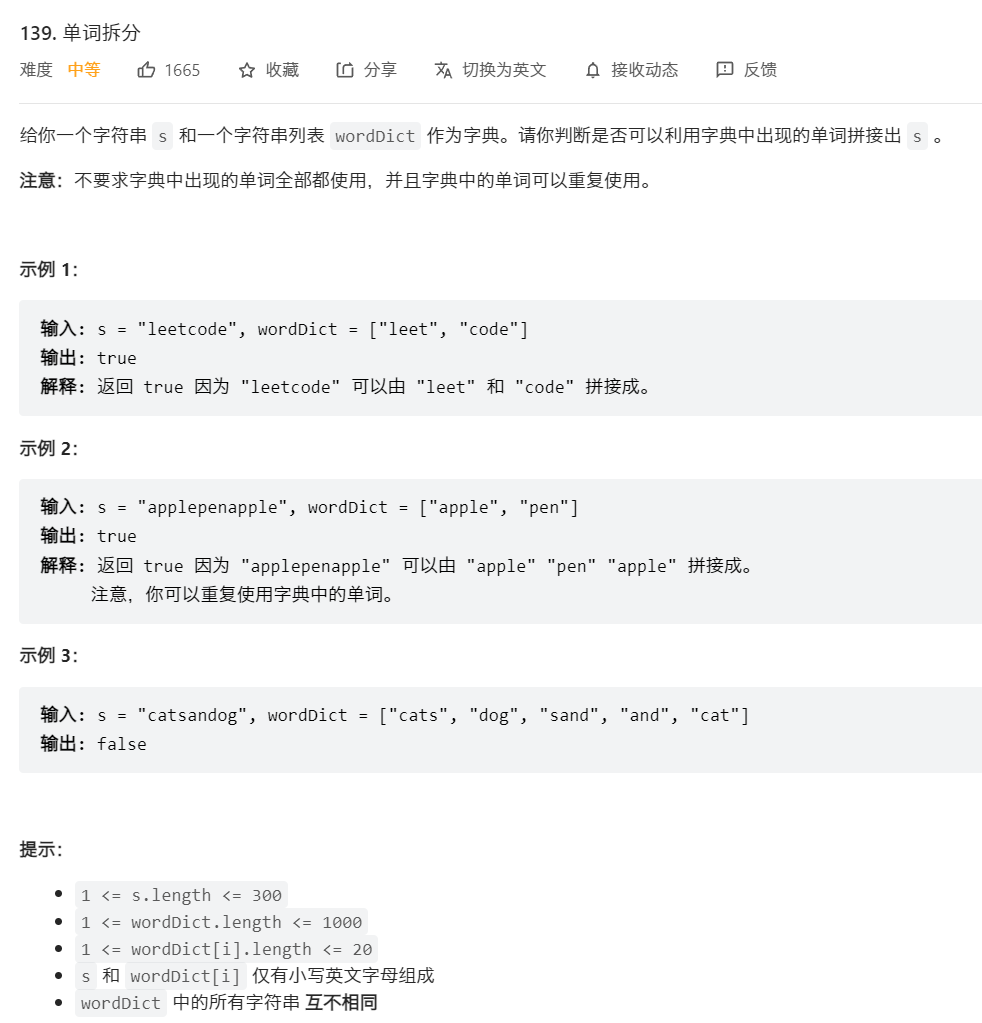 139. 单词拆分
难度 中等 1665 收藏 分享 切换为英文 接收动态 反馈
给你一个字符串 s 和一个字符串列表 wordDict 作为字典。请你判断是否可以利用字典中出现的单词拼接出 s 。
注意：不要求字典中出现的单词全部都使用，并且字典中的单词可以重复使用。
示例 1：
输入: s = "leetcode", wordDict = ["leet", "code"]
输出: true
解释: 返回 true 因为 "leetcode" 可以由 "leet" 和 "code" 拼接成。
示例 2：
输入: s = "applepenapple", wordDict = ["apple", "pen"]
输出: true
解释: 返回 true 因为 "applepenapple" 可以由 "apple" "pen" "apple" 拼接成。
注意，你可以重复使用字典中的单词。
示例 3：
输入: s = "catsandog", wordDict = ["cats", "dog", "sand", "and", "cat"]
输出: false
提示：
1 <= s.length <= 300
1 <= wordDict.length <= 1000
1 <= wordDict[i].length <= 20
s 和 wordDict[i] 仅有小写英文字母组成
wordDict 中的所有字符串 互不相同